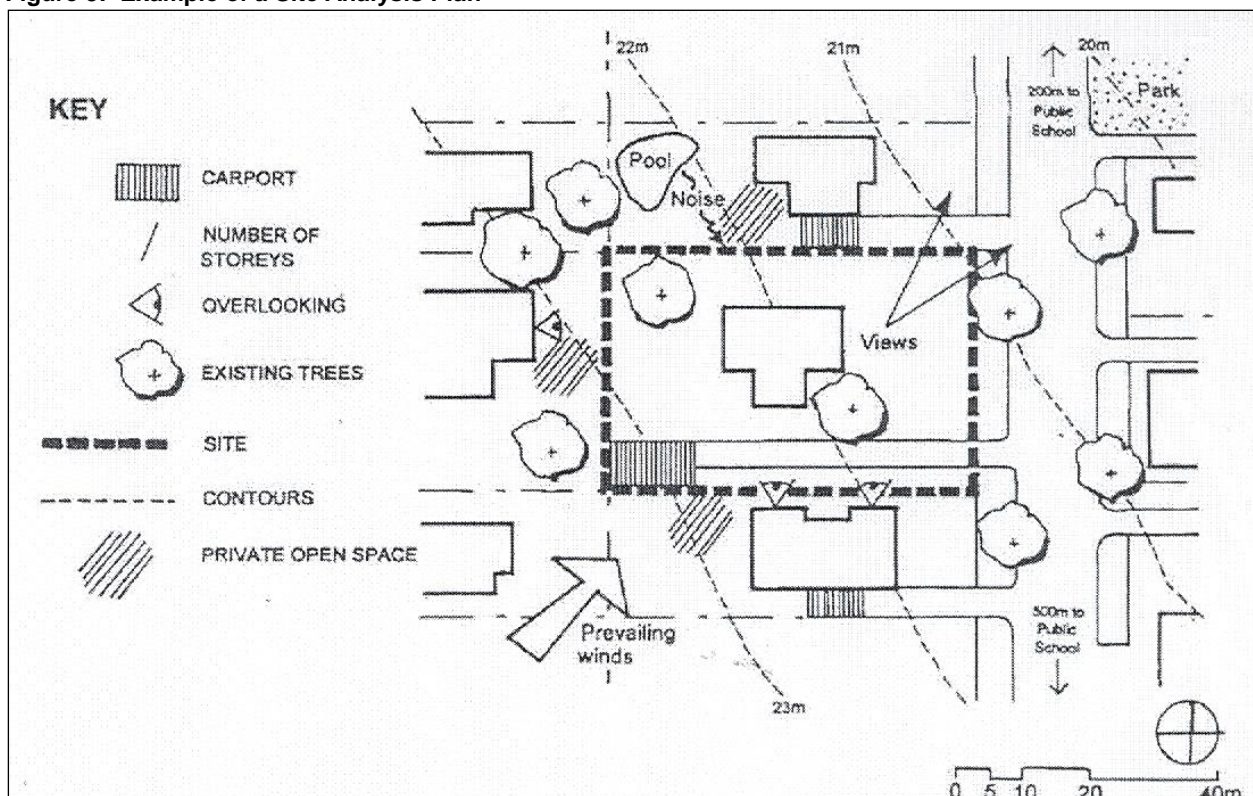 Figure 3: Example of a Site Analysis Plan
KEY
CARPORT
NUMBER OF
STOREYS
OVERLOOKING
EXISTING TREES
SITE
CONTOURS
PRIVATE OPEN SPACE
22m
21m
20m
200m to
Public
School
Park
Pool
Noise
Views
Prevailing
winds
23m
500m to
Public
School
0 5 10 20 40m